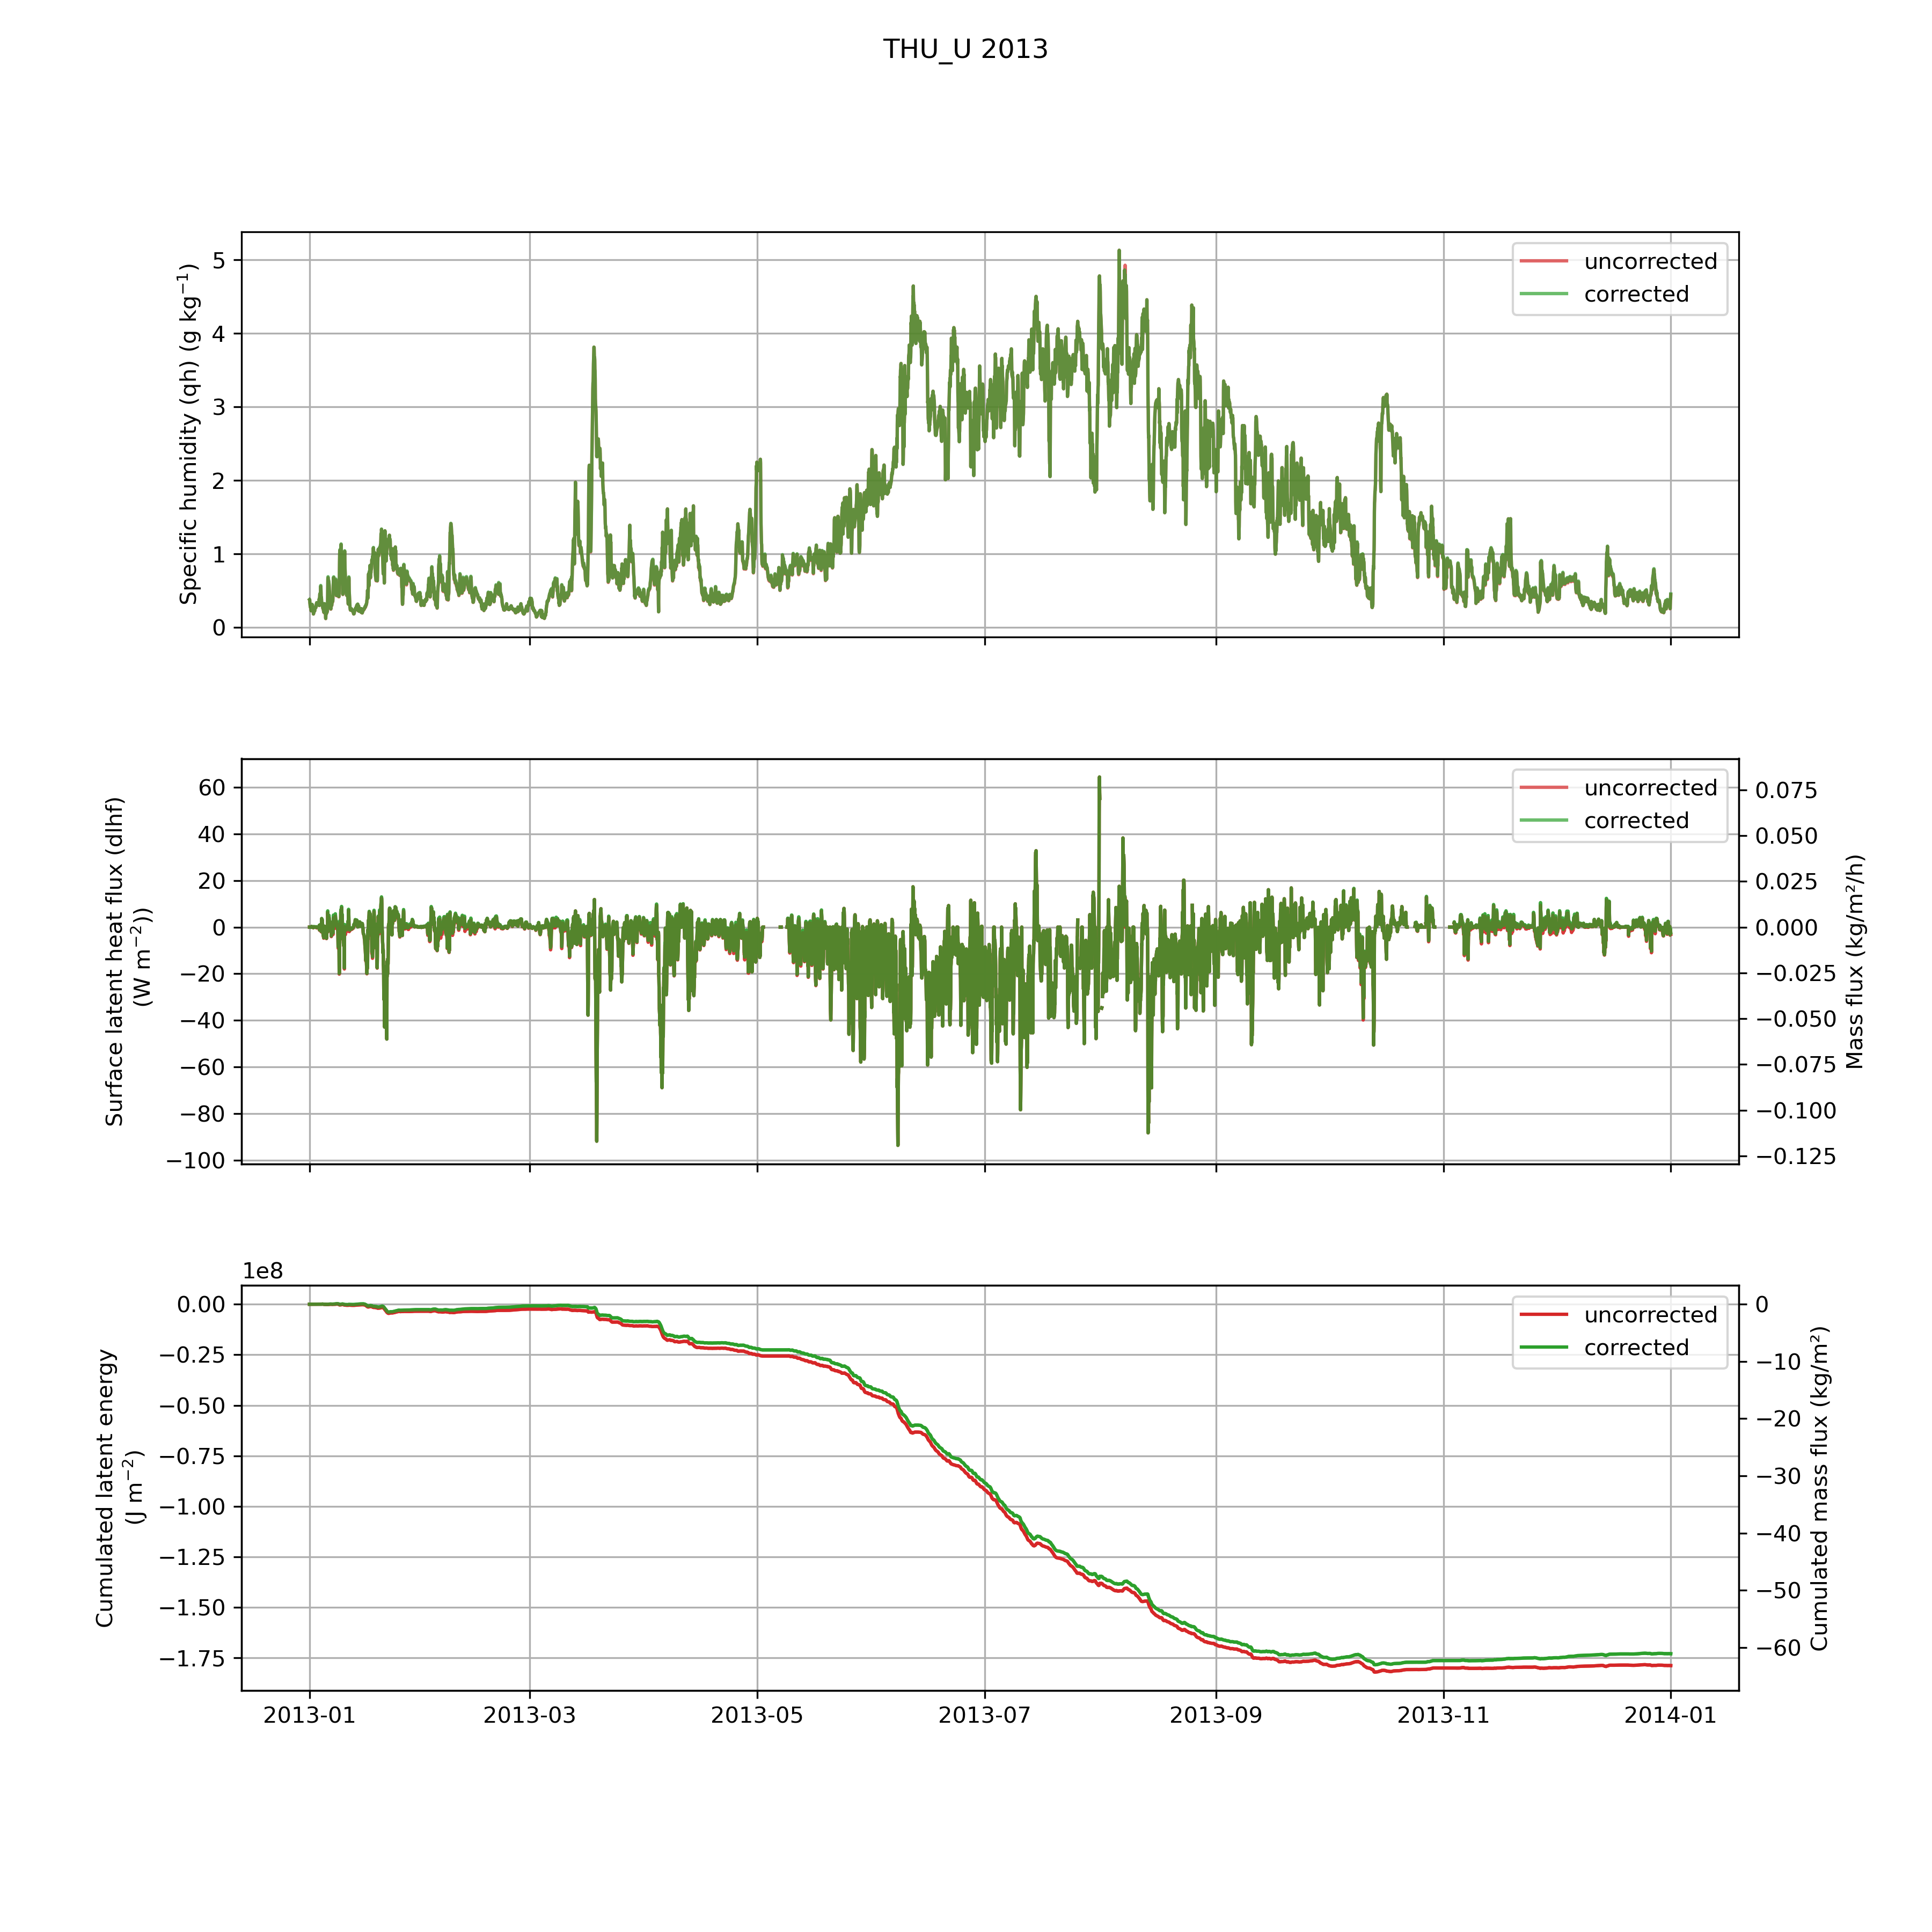 THU_U 2013
Specific humidity (qh) (g kg⁻¹)
5
4
3
2
1
0
uncorrected
corrected
Surface latent heat flux (dlhf)
(W m⁻²))
60
40
20
0
−20
−40
−60
−80
−100
uncorrected
corrected
0.075
0.050
0.025
0.000
−0.025
−0.050
−0.075
−0.100
−0.125
Mass flux (kg/m²/h)
1e8
Cumulated latent energy
(J m⁻²)
0.00
−0.25
−0.50
−0.75
−1.00
−1.25
−1.50
−1.75
uncorrected
corrected
0
−10
−20
−30
−40
−50
−60
Cumulated mass flux (kg/m²)
2013-01 2013-03 2013-05 2013-07 2013-09 2013-11 2014-01